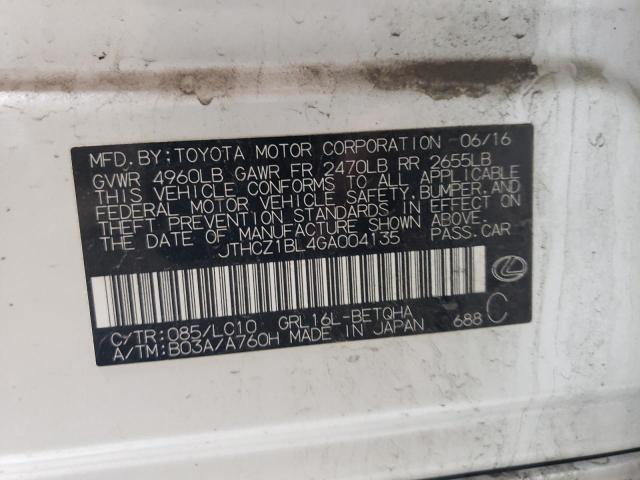 MFD. BY: TOYOTA MOTOR CORPORATION 06/16
GVWR 4960LB GAWR FR 2470LB RR 2655LB
THIS VEHICLE CONFORMS TO ALL APPLICABLE
FEDERAL MOTOR VEHICLE SAFETY, BUMPER, AND
THEFT PREVENTION STANDARDS IN EFFECT ON
THE DATE OF MANUFACTURE SHOWN ABOVE.
JTHCZ1BL4GA004135 PASS. CAR
C/TR: 085/LC10 GRL16L-BETQHA C
A/TM: B03A/A760H MADE IN JAPAN 688